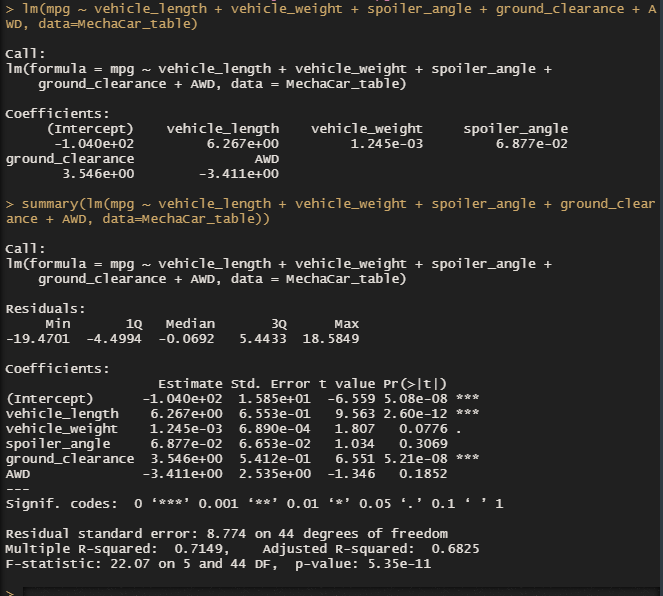 > lm(mpg ~ vehicle_length + vehicle_weight + spoiler_angle + ground_clearance + A
WD, data=MechaCar_table)
Call:
lm(formula = mpg ~ vehicle_length + vehicle_weight + spoiler_angle +
    ground_clearance + AWD, data = MechaCar_table)
Coefficients:
     (Intercept)    vehicle_length    vehicle_weight     spoiler_angle
      -1.040e+02         6.267e+00         1.245e-03         6.877e-02
ground_clearance               AWD
       3.546e+00        -3.411e+00
> summary(lm(mpg ~ vehicle_length + vehicle_weight + spoiler_angle + ground_clear
ance + AWD, data=MechaCar_table))
Call:
lm(formula = mpg ~ vehicle_length + vehicle_weight + spoiler_angle +
    ground_clearance + AWD, data = MechaCar_table)
Residuals:
     Min       1Q   Median       3Q      Max
-19.4701  -4.4994  -0.0692   5.4433  18.5849
Coefficients:
                   Estimate Std. Error t value Pr(>|t|)
(Intercept)      -1.040e+02  1.585e+01  -6.559 5.08e-08 ***
vehicle_length    6.267e+00  6.553e-01   9.563 2.60e-12 ***
vehicle_weight    1.245e-03  6.890e-04   1.807   0.0776 .
spoiler_angle     6.877e-02  6.653e-02   1.034   0.3069
ground_clearance  3.546e+00  5.412e-01   6.551 5.21e-08 ***
AWD              -3.411e+00  2.535e+00  -1.346   0.1852
---
Signif. codes:  0 ‘***’ 0.001 ‘**’ 0.01 ‘*’ 0.05 ‘.’ 0.1 ‘ ’ 1
Residual standard error: 8.774 on 44 degrees of freedom
Multiple R-squared:  0.7149,    Adjusted R-squared:  0.6825
F-statistic: 22.07 on 5 and 44 DF,  p-value: 5.35e-11
>